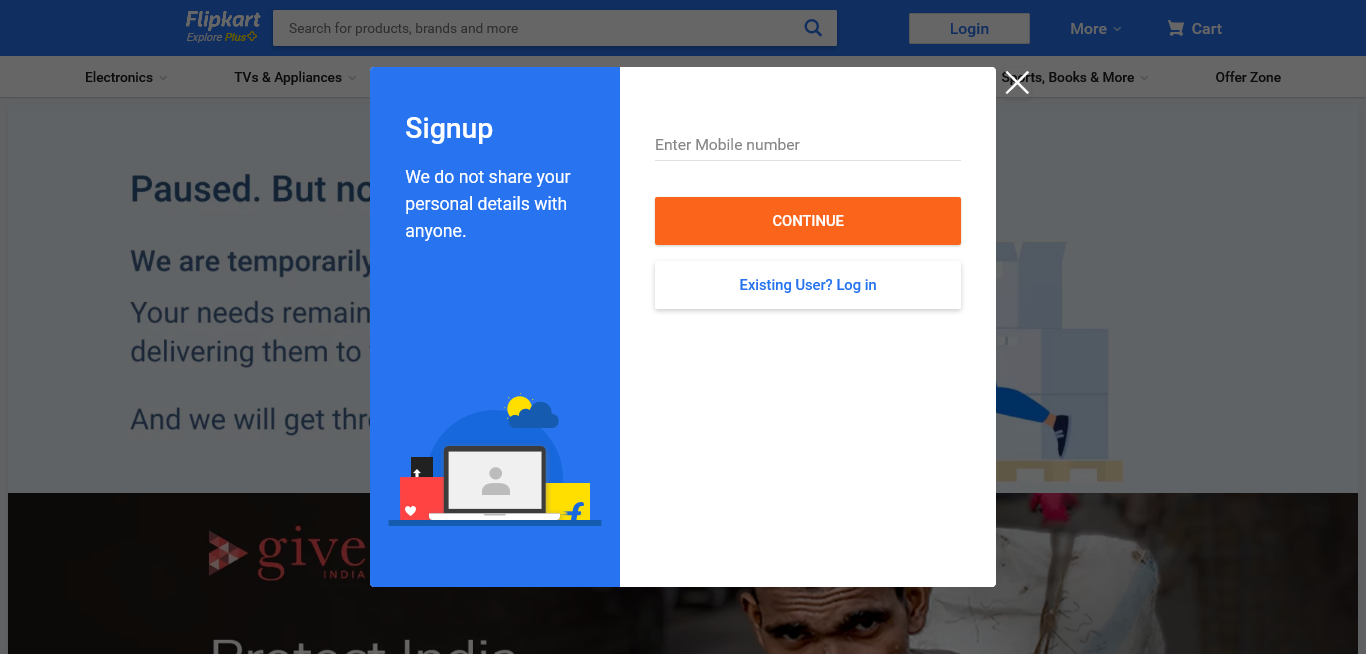 Flipkart
Explore Plus
Search for products, brands and more
Login
More
Cart
Electronics
TVs & Appliances
Sports, Books & More
Offer Zone
Signup
We do not share your
personal details with
anyone.
Enter Mobile number
CONTINUE
Existing User? Log in
Paused. But
We are temporarily
Your needs remain
delivering them to
And we will get
give
INDIA
Protect India
f